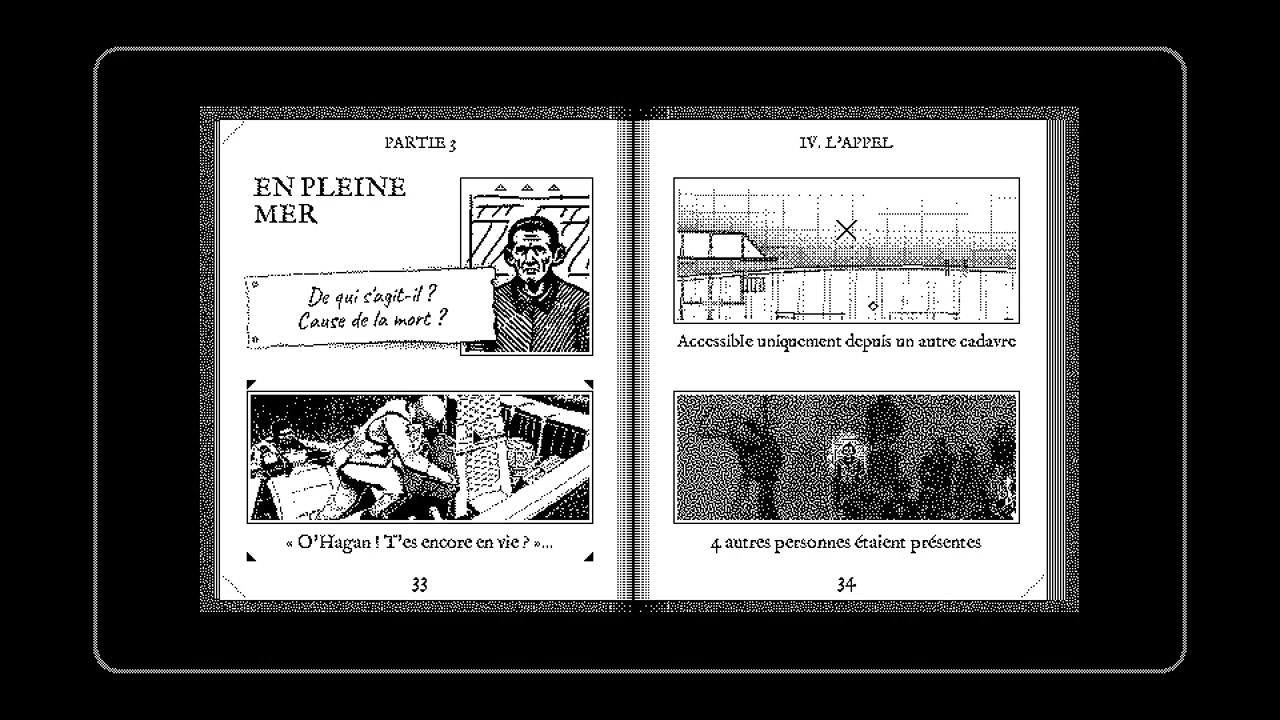 PARTIE 3
EN PLEINE
MER
De qui s'agit-il ?
Cause de la mort ?
« O'Hagan ! T'es encore en vie ? »...
33
IV. L'APPEL
Accessible uniquement depuis un autre cadavre
4 autres personnes étaient présentes
34